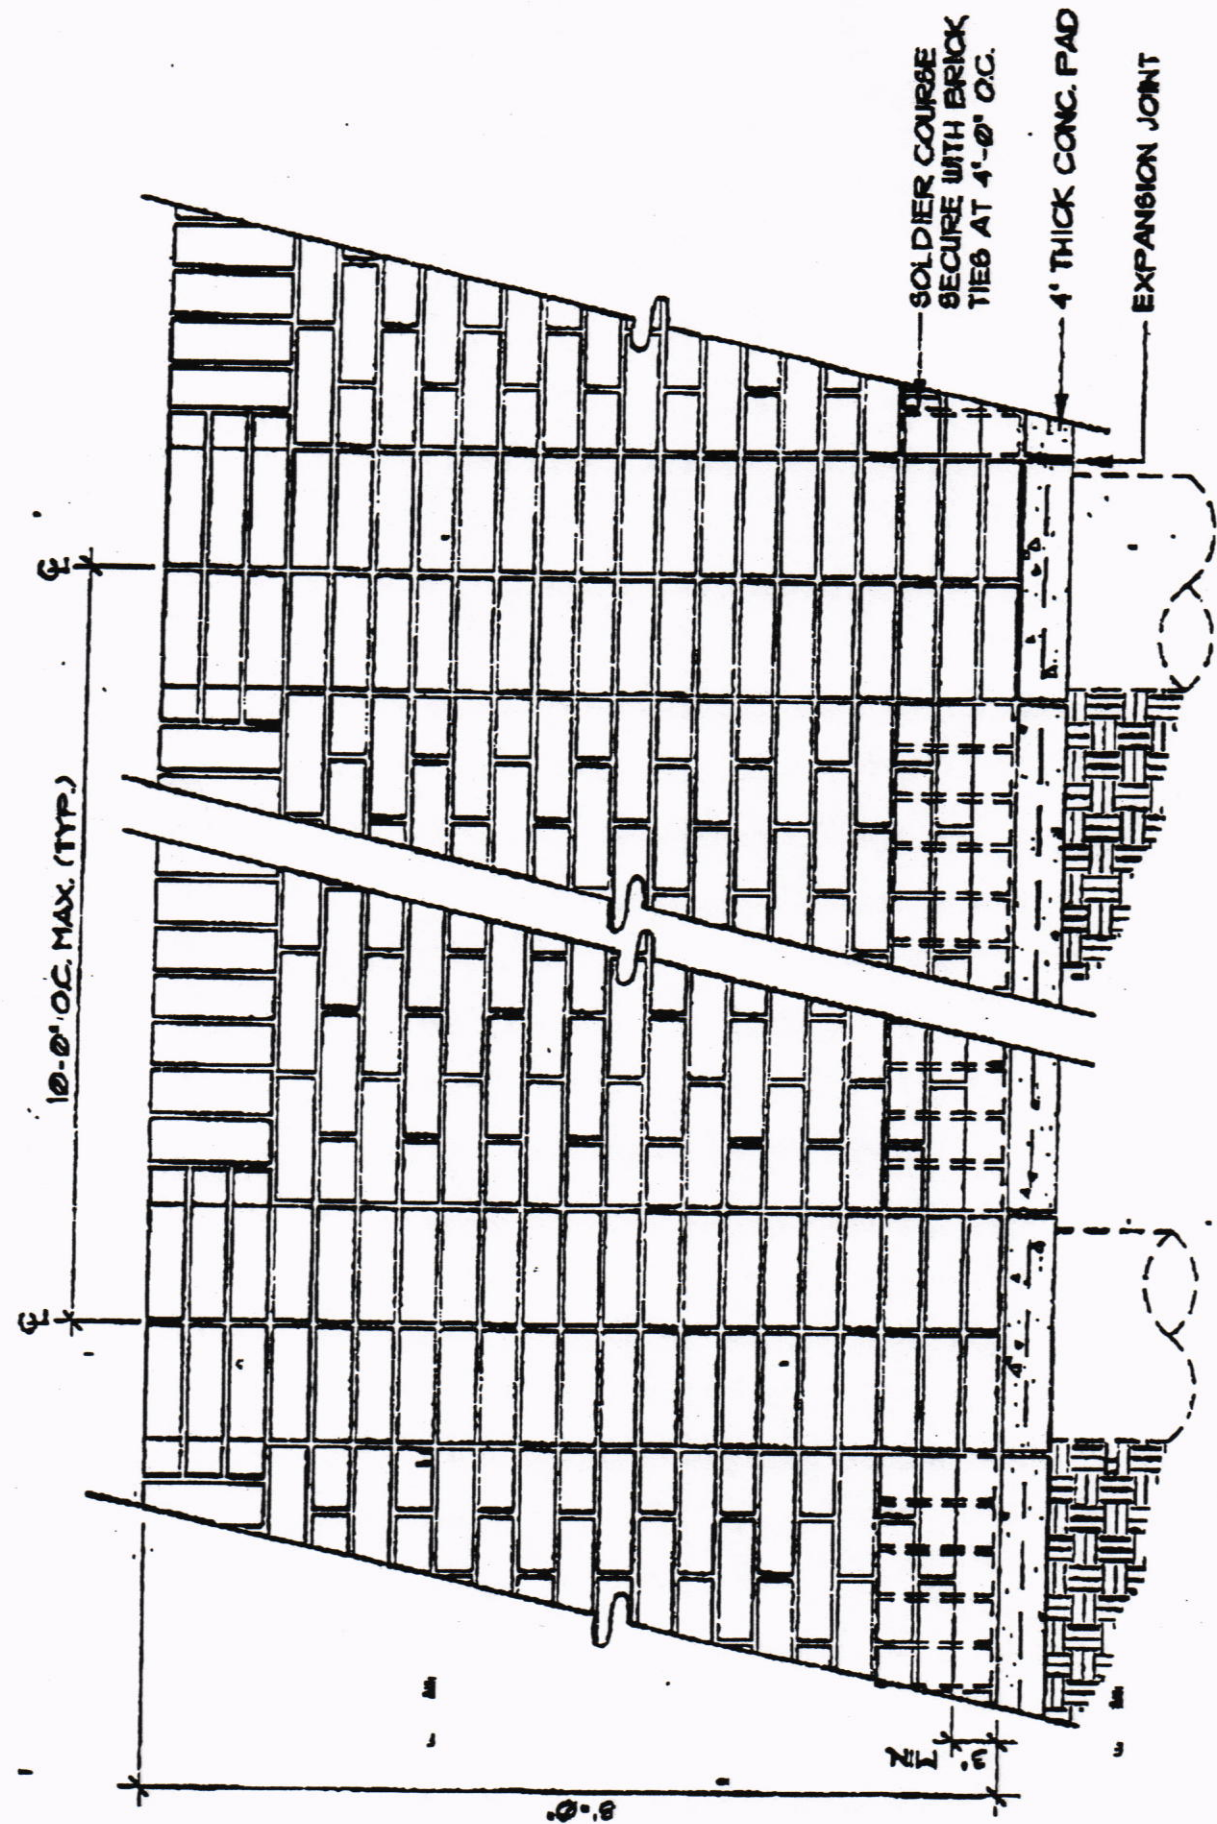 ℄
℄
10'-0" O.C. MAX. (TYP.)
SOLDIER COURSE
SECURE WITH BRICK
TIES AT 4'-0" O.C.
4" THICK CONC. PAD
EXPANSION JOINT
3"
MIN
8'-0"